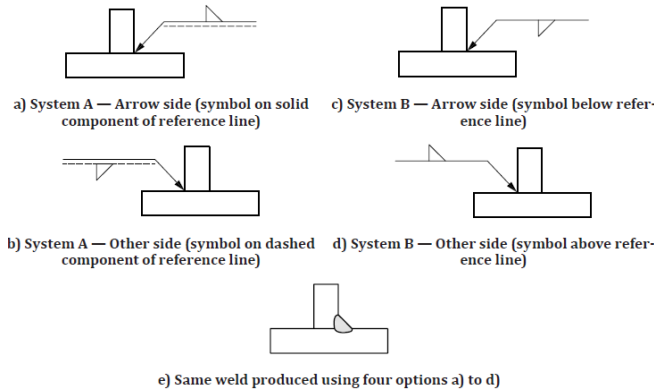 a) System A — Arrow side (symbol on solid
component of reference line)
c) System B — Arrow side (symbol below refer-
ence line)
b) System A — Other side (symbol on dashed
component of reference line)
d) System B — Other side (symbol above refer-
ence line)
e) Same weld produced using four options a) to d)